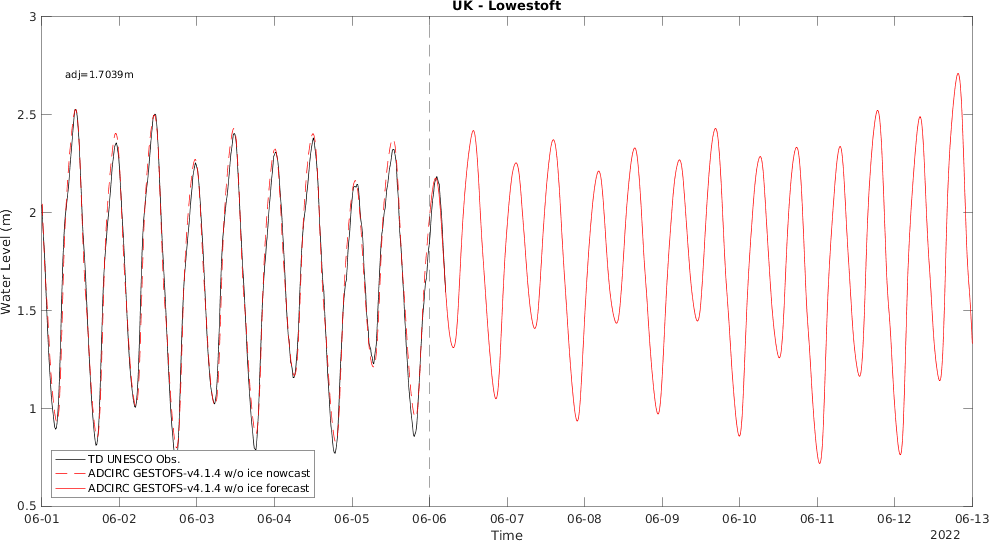 UK - Lowestoft
3
adj=1.7039m
2.5
2
1.5
1
0.5
Water Level (m)
TD UNESCO Obs.
ADCIRC GESTOFS-v4.1.4 w/o ice nowcast
ADCIRC GESTOFS-v4.1.4 w/o ice forecast
06-01 06-02 06-03 06-04 06-05 06-06 06-07 06-08 06-09 06-10 06-11 06-12 06-13
Time
2022